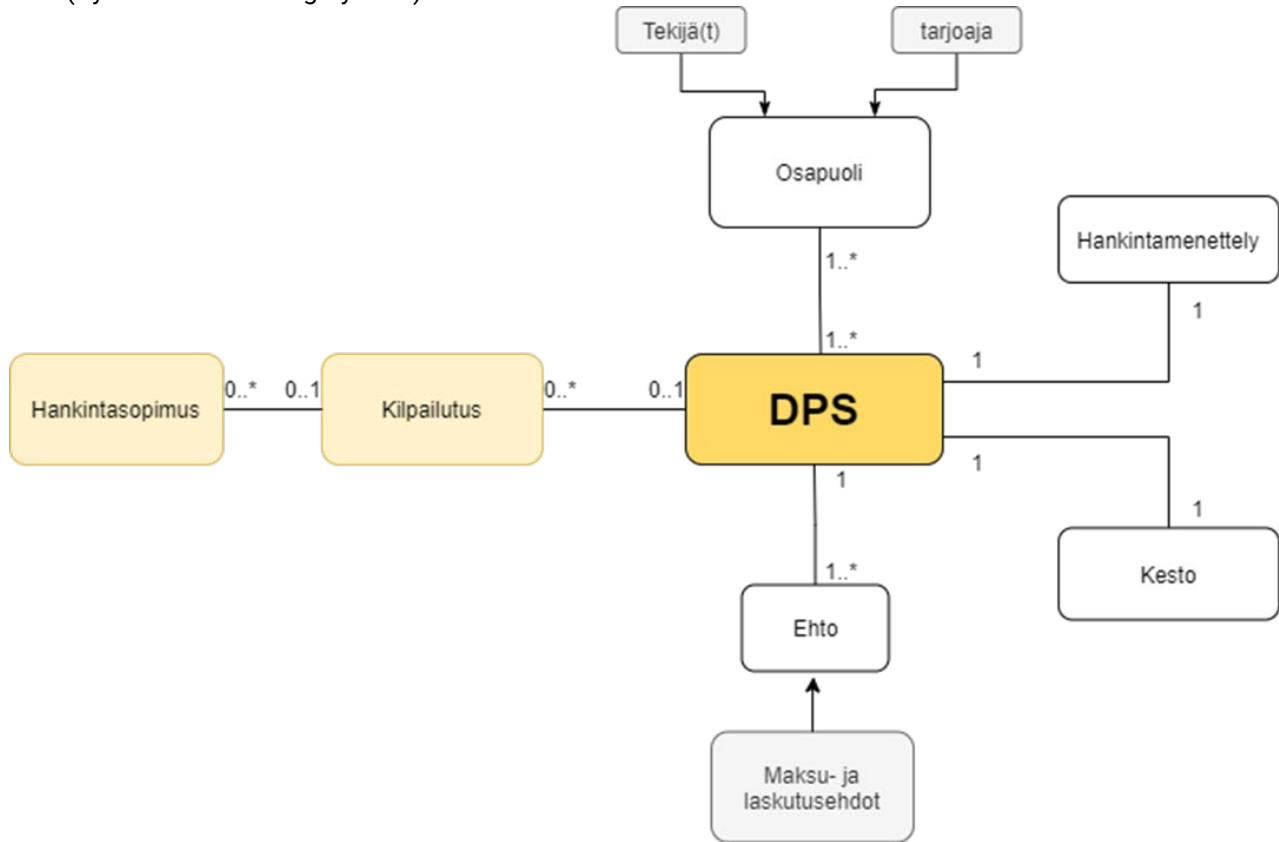 Tekijä(t)
tarjoaja
Osapuoli
Hankintamenettely
1..*
1
1..*
1
0..*
0..1
0..*
0..1
Hankintasopimus
Kilpailutus
DPS
1
1
1
1..*
Kesto
Ehto
Maksu- ja
laskutusehdot